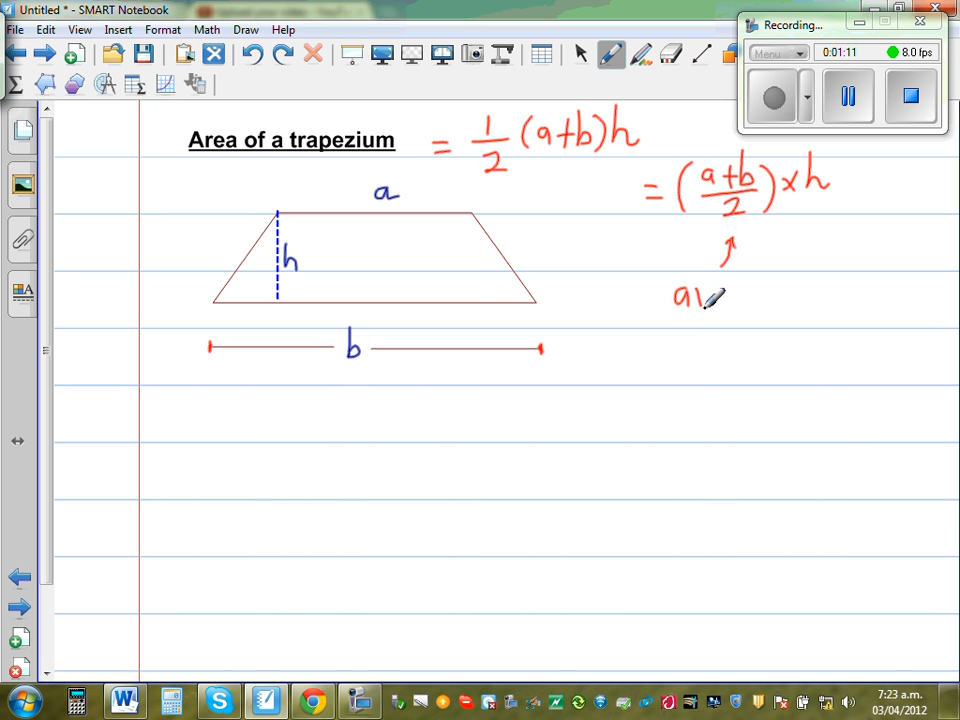 Untitled * - SMART Notebook
File Edit View Insert Format Math Draw Help
Recording...
Menu 0:01:11 8.0 fps
Area of a trapezium = 1/2 (a+b)h
= (a+b/2) × h
a
h
b
7:23 a.m.
03/04/2012